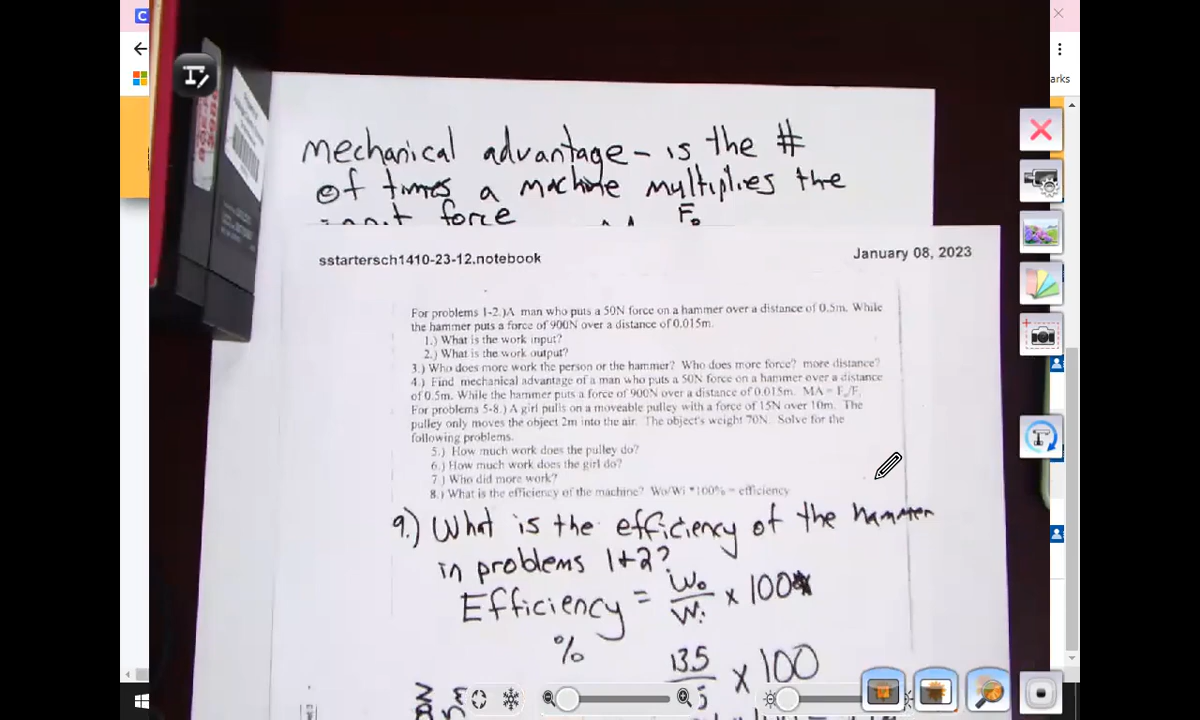 mechanical advantage - is the #
of times a machine multiplies the
input force
Fo
sstartersch1410-23-12.notebook
January 08, 2023
For problems 1-2.)A man who puts a 50N force on a hammer over a distance of 0.5m. While
the hammer puts a force of 900N over a distance of 0.015m.
1.) What is the work input?
2.) What is the work output?
3.) Who does more work the person or the hammer? Who does more force? more distance?
4.) Find mechanical advantage of a man who puts a 50N force on a hammer over a distance
of 0.5m. While the hammer puts a force of 900N over a distance of 0.015m. MA = Fo/Fi
For problems 5-8.) A girl pulls on a moveable pulley with a force of 15N over 10m. The
pulley only moves the object 2m into the air. The object's weight 70N. Solve for the
following problems.
5.) How much work does the pulley do?
6.) How much work does the girl do?
7.) Who did more work?
8.) What is the efficiency of the machine? Wo/Wi *100% = efficiency
9.) What is the efficiency of the hammer
in problems 1+2?
Efficiency = Wo/Wi x 100
%
13.5
x 100
arks